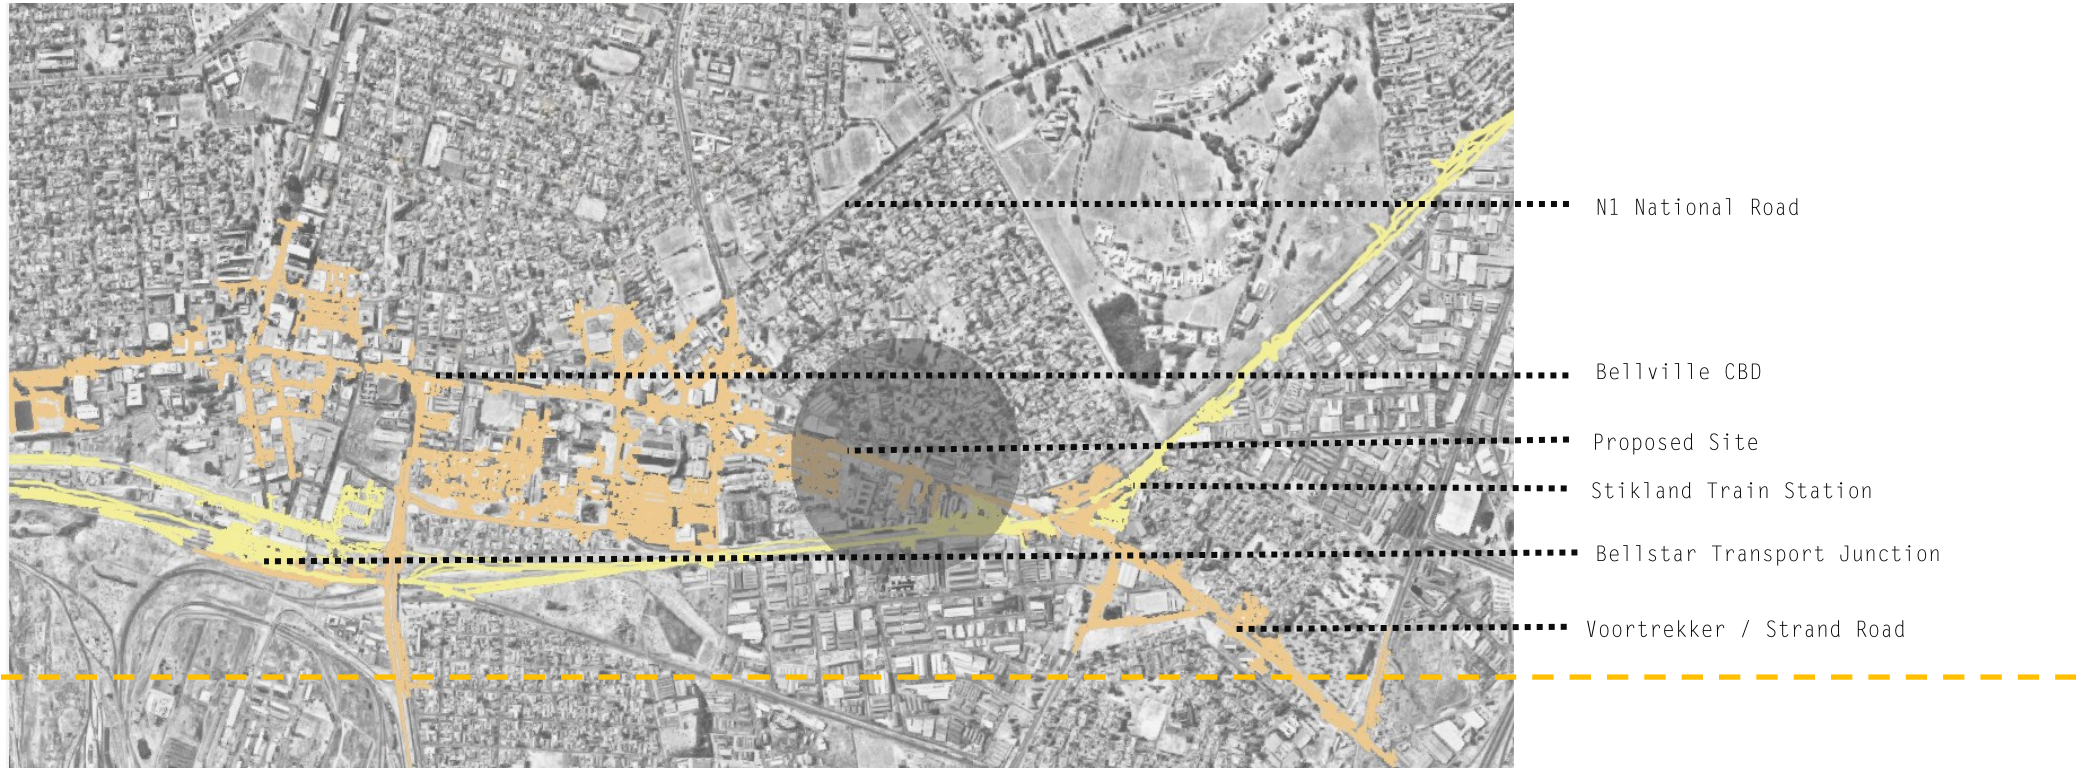 N1 National Road
Bellville CBD
Proposed Site
Stikland Train Station
Bellstar Transport Junction
Voortrekker / Strand Road